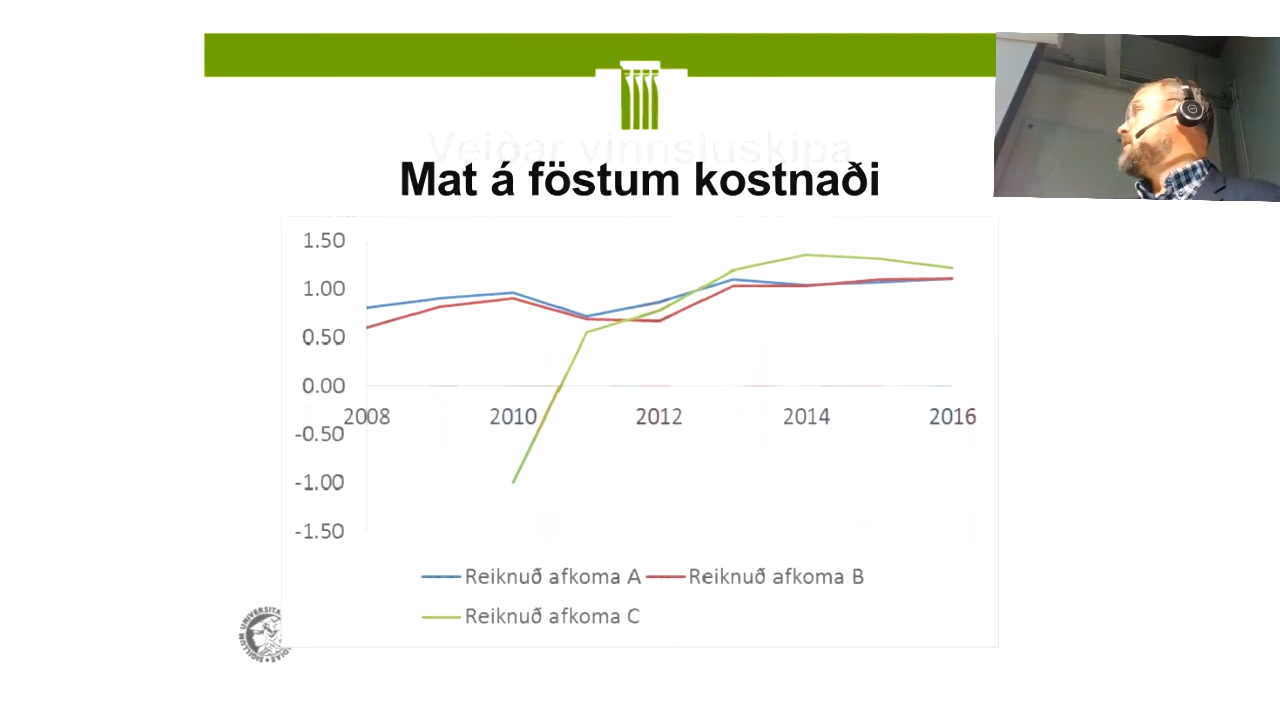 Veiðar vinnsluskipa
Mat á föstum kostnaði
1.50
1.00
0.50
0.00
2008 2010 2012 2014 2016
-0.50
-1.00
-1.50
Reiknuð afkoma A Reiknuð afkoma B
Reiknuð afkoma C